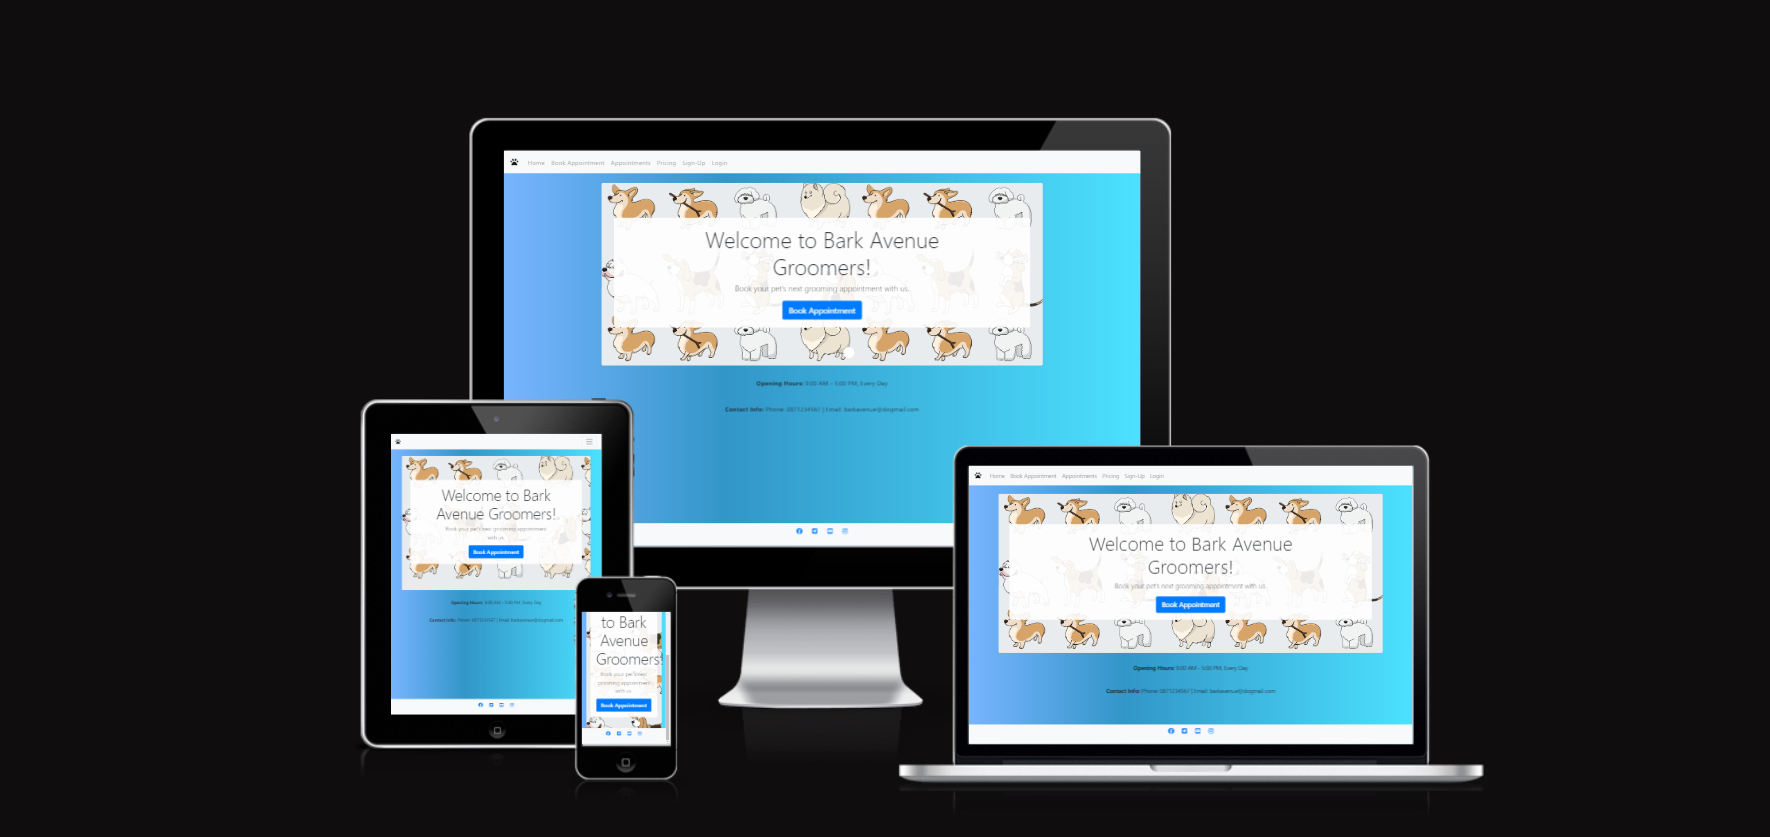 Home Book Appointment Appointments Pricing Sign-Up Login
Welcome to Bark Avenue
Groomers!
Book your pet's next grooming appointment with us.
Book Appointment
Opening Hours: 9:00 AM - 5:00 PM, Every Day
Contact Info: Phone: 0871234567 | Email: barkavenue@dogmail.com
Welcome to Bark
Avenue Groomers!
Book your pet's next grooming appointment
with us.
Book Appointment
Opening Hours: 9:00 AM - 5:00 PM, Every Day
Contact Info: Phone: 0871234567 | Email: barkavenue@dogmail.com
to Bark
Avenue
Groomers!
Book your pet's next
grooming appointment
with us.
Book Appointment
Home Book Appointment Appointments Pricing Sign-Up Login
Welcome to Bark Avenue
Groomers!
Book your pet's next grooming appointment with us.
Book Appointment
Opening Hours: 9:00 AM - 5:00 PM, Every Day
Contact Info: Phone: 0871234567 | Email: barkavenue@dogmail.com